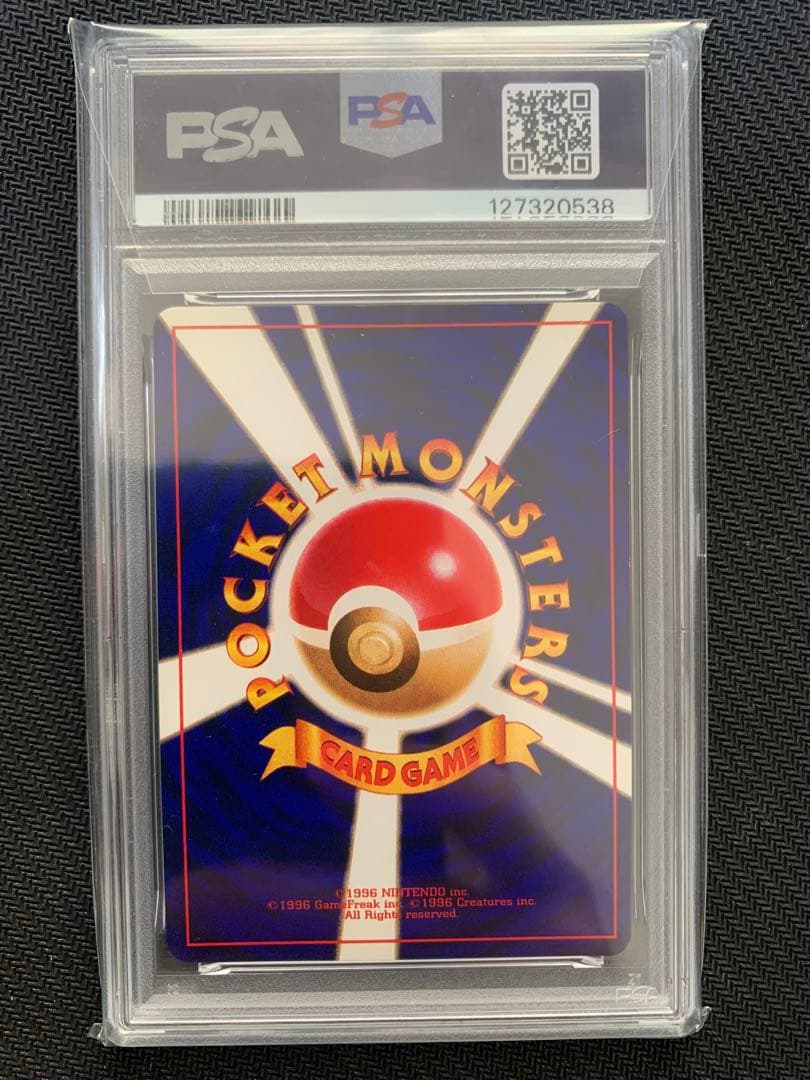 PSA
PSA
127320538
POCKET MONSTERS
CARD GAME
©1996 NINTENDO inc.
©1996 GameFreak inc. ©1996 Creatures inc.
All Rights reserved.
PSA